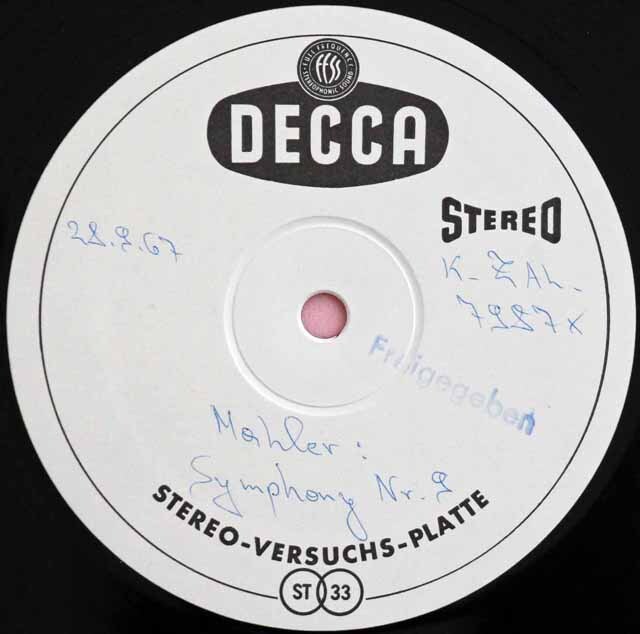 FULL FREQUENCY
ffss
STEREOPHONIC SOUND
DECCA
STEREO
28.9.67
K-ZAL-
7987x
Freigegeben
Mahler:
Symphony Nr. 9
STEREO-VERSUCHS-PLATTE
ST 33